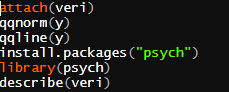 attach(veri)
qqnorm(y)
qqline(y)
install.packages("psych")
library(psych)
describe(veri)